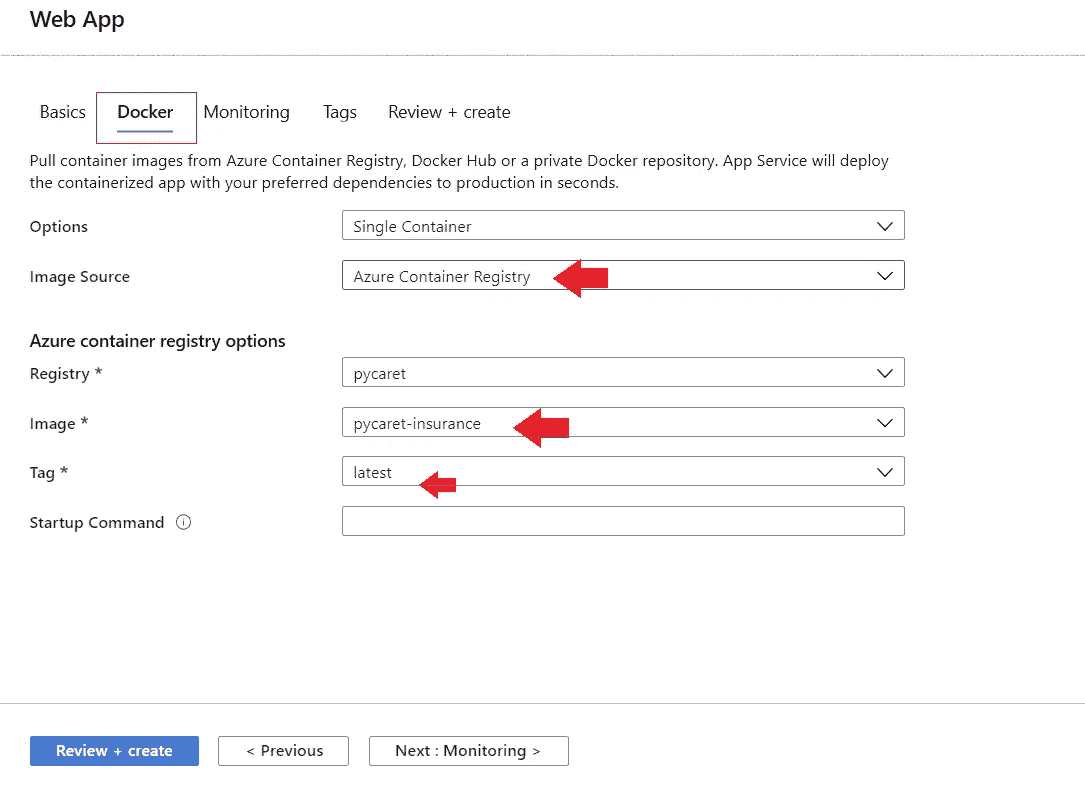 Web App
Basics Docker Monitoring Tags Review + create
Pull container images from Azure Container Registry, Docker Hub or a private Docker repository. App Service will deploy
the containerized app with your preferred dependencies to production in seconds.
Options Single Container
Image Source Azure Container Registry
Azure container registry options
Registry * pycaret
Image * pycaret-insurance
Tag * latest
Startup Command
Review + create < Previous Next : Monitoring >